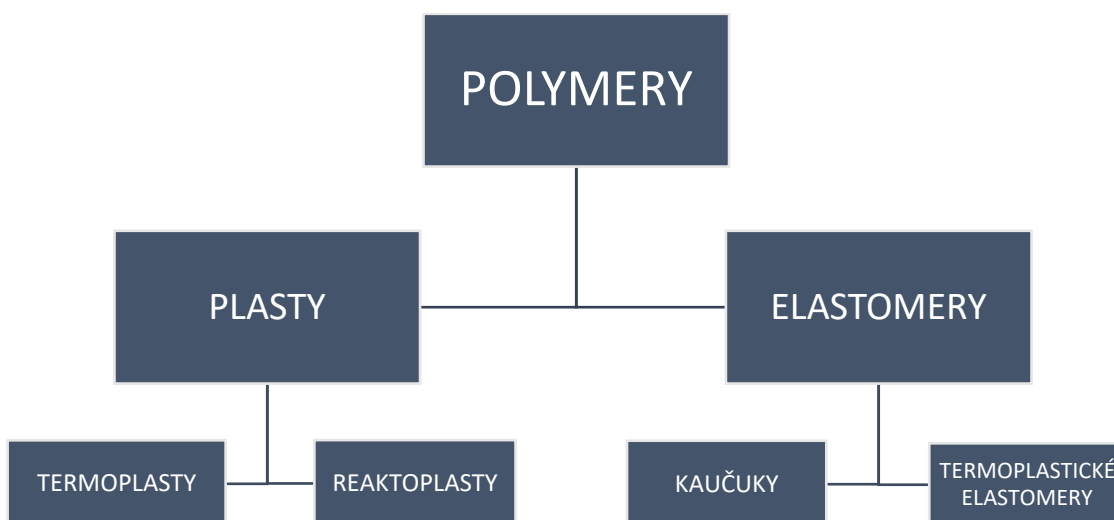 POLYMERY
PLASTY
ELASTOMERY
TERMOPLASTY
REAKTOPLASTY
KAUČUKY
TERMOPLASTICKÉ
ELASTOMERY